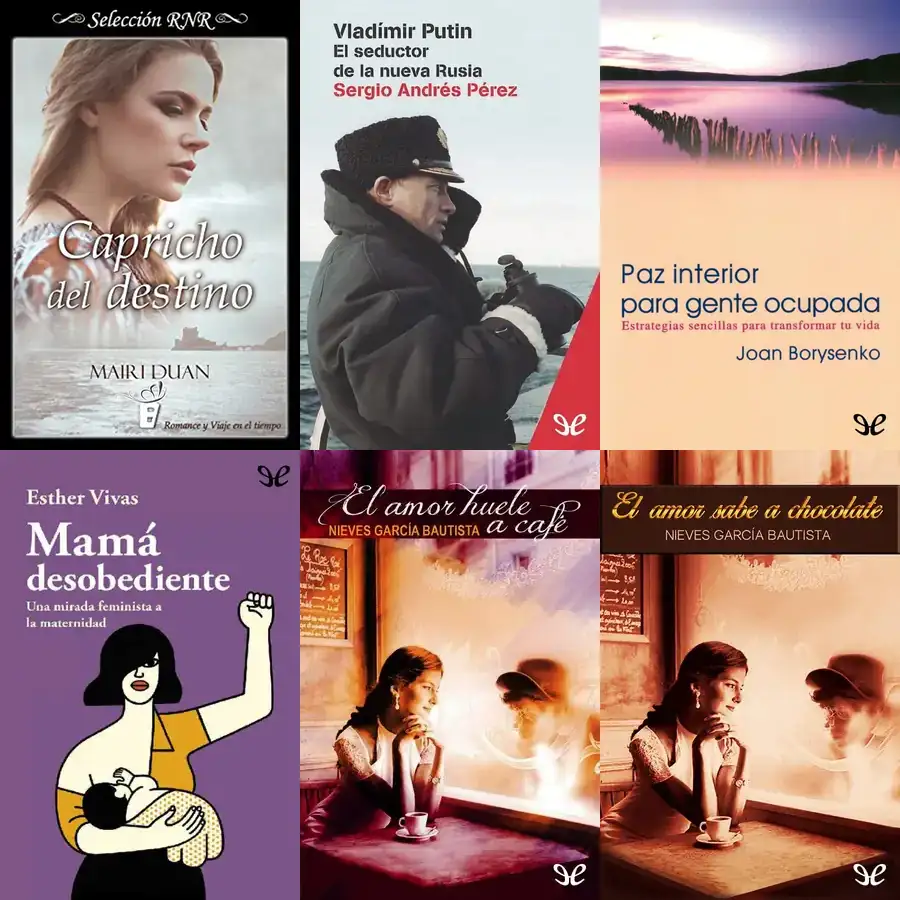 Selección RNR
Capricho
del destino
MAIRI DUAN
Romance y Viaje en el tiempo
Vladímir Putin
El seductor
de la nueva Rusia
Sergio Andrés Pérez
Paz interior
para gente ocupada
Estrategias sencillas para transformar tu vida
Joan Borysenko
Esther Vivas
Mamá
desobediente
Una mirada feminista a
la maternidad
El amor huele
a café
NIEVES GARCÍA BAUTISTA
El amor sabe a chocolate
NIEVES GARCÍA BAUTISTA